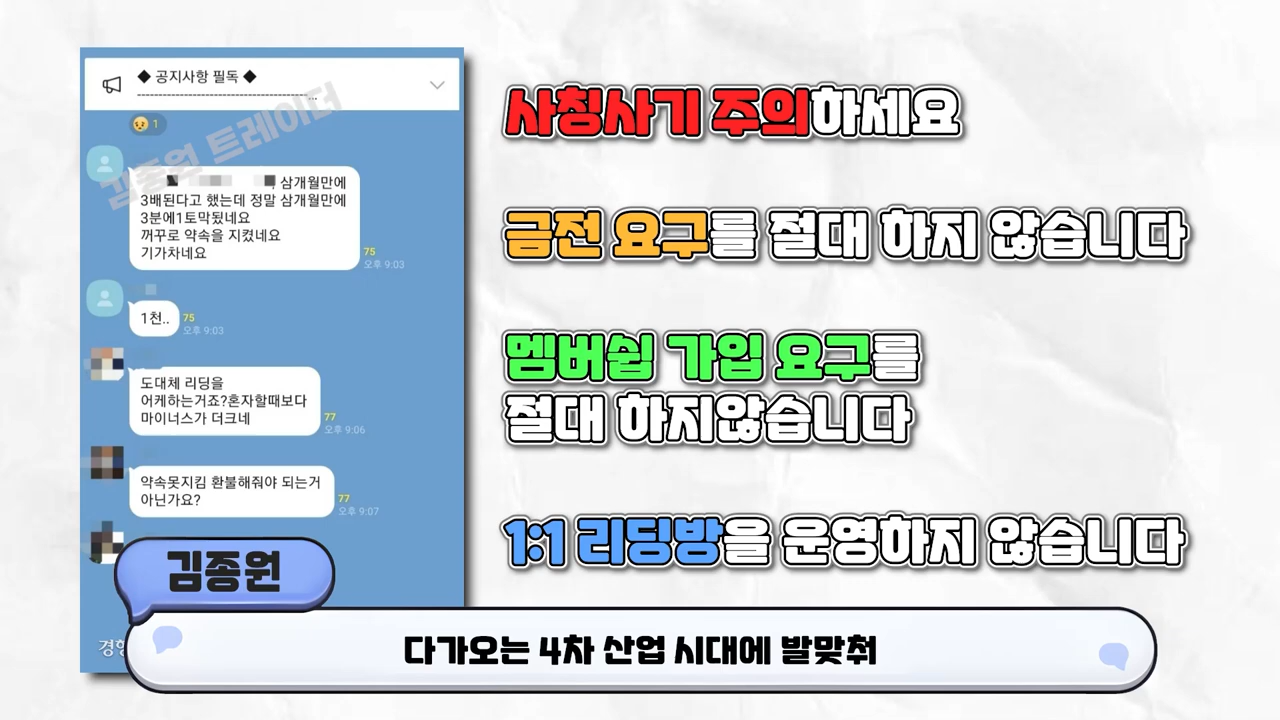 ◆ 공지사항 필독 ◆
1
김종원 트레이더
삼개월만에
3배된다고 했는데 정말 삼개월만에
3분에1토막됬네요
꺼꾸로 약속을 지켰네요
기가차네요
75
오후 9:03
1천..
75
오후 9:03
도대체 리딩을
어케하는거죠?혼자할때보다
마이너스가 더크네
77
오후 9:06
약속못지킴 환불해줘야 되는거
아닌가요?
77
오후 9:07
사칭사기 주의하세요
금전 요구를 절대 하지 않습니다
멤버쉽 가입 요구를
절대 하지않습니다
1:1 리딩방을 운영하지 않습니다
김종원
다가오는 4차 산업 시대에 발맞춰